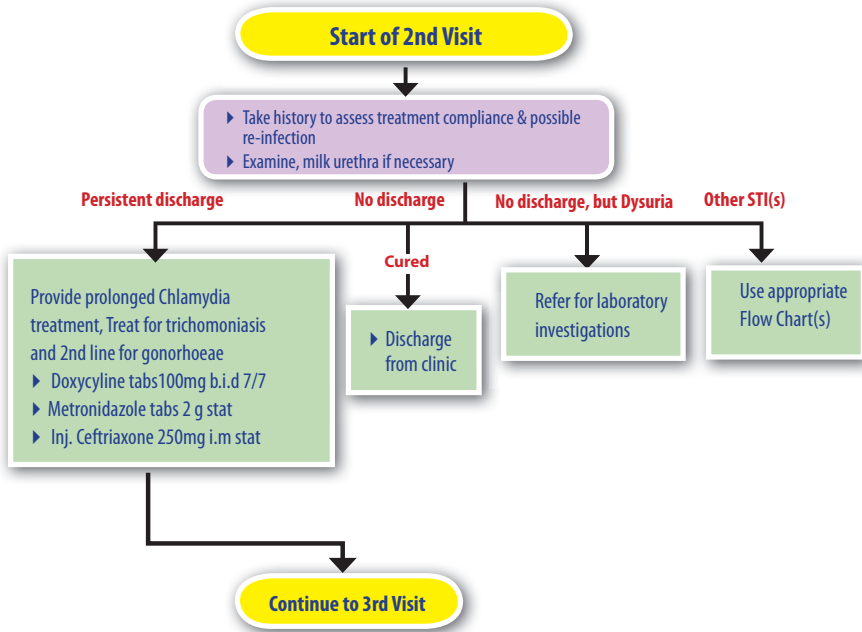 Start of 2nd Visit
Take history to assess treatment compliance & possible
re-infection
Examine, milk urethra if necessary
Persistent discharge
No discharge
No discharge, but Dysuria
Other STI(s)
Cured
Provide prolonged Chlamydia
treatment, Treat for trichomoniasis
and 2nd line for gonorhoeae
Doxycyline tabs100mg b.i.d 7/7
Metronidazole tabs 2 g stat
Inj. Ceftriaxone 250mg i.m stat
Discharge
from clinic
Refer for laboratory
investigations
Use appropriate
Flow Chart(s)
Continue to 3rd Visit